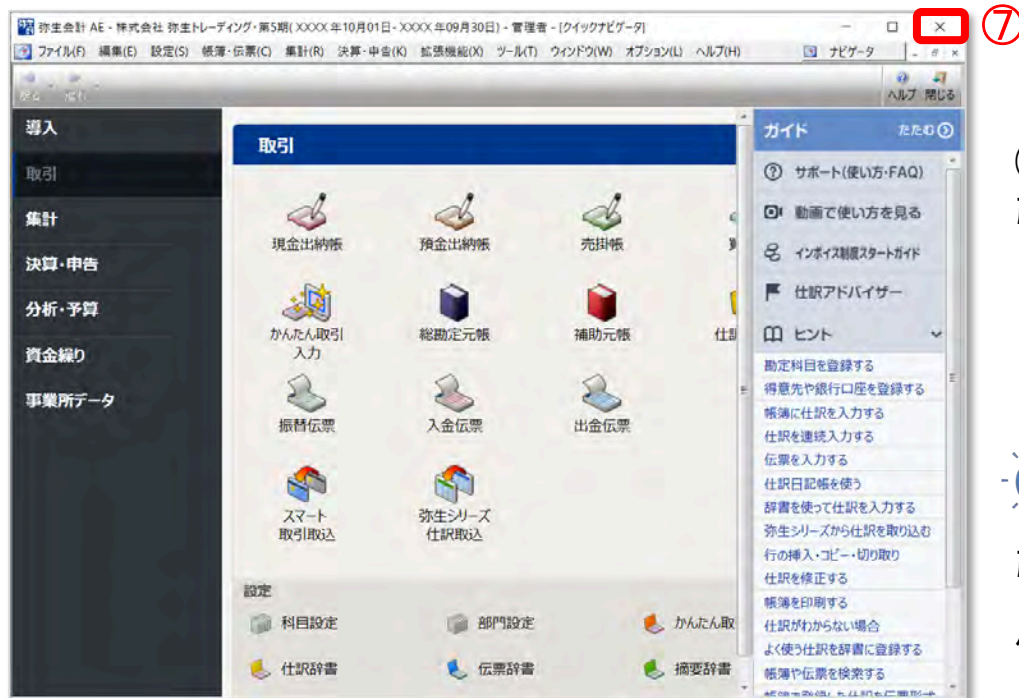 弥生会計 AE - 株式会社 弥生トレーディング・第5期( XXXX 年10月01日- XXXX 年09月30日) - 管理者 - [クイックナビゲータ]
⑦
ファイル(F) 編集(E) 設定(S) 帳簿・伝票(C) 集計(R) 決算・申告(K) 拡張機能(X) ツール(T) ウィンドウ(W) オプション(L) ヘルプ(H) ナビゲータ
ヘルプ 閉じる
導入
取引
集計
決算・申告
分析・予算
資金繰り
事業所データ
取引
現金出納帳 預金出納帳 売掛帳
かんたん取引
入力
総勘定元帳 補助元帳 仕訳
振替伝票 入金伝票 出金伝票
スマート
取引取込
弥生シリーズ
仕訳取込
設定
科目設定 部門設定 かんたん取
仕訳辞書 伝票辞書 摘要辞書
ガイド たたむ
サポート(使い方・FAQ)
動画で使い方を見る
インボイス制度スタートガイド
仕訳アドバイザー
ヒント
勘定科目を登録する
得意先や銀行口座を登録する
帳簿に仕訳を入力する
仕訳を連続入力する
伝票を入力する
仕訳日記帳を使う
辞書を使って仕訳を入力する
弥生シリーズから仕訳を取り込む
行の挿入・コピー・切り取り
仕訳を修正する
帳簿を印刷する
仕訳がわからない場合
よく使う仕訳を辞書に登録する
帳簿や伝票を検索する